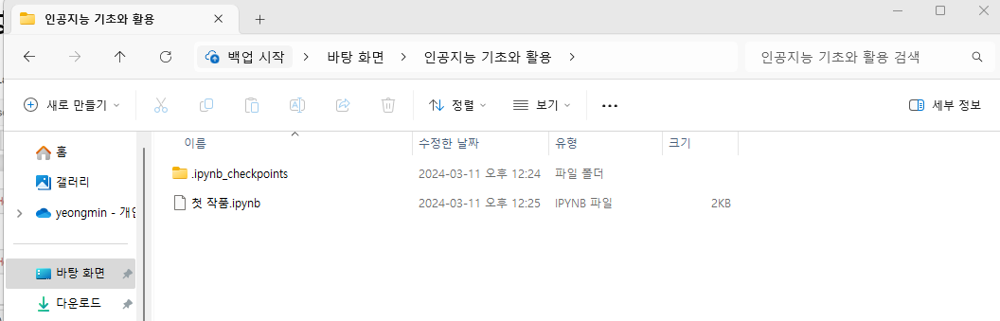 인공지능 기초와 활용
백업 시작 바탕 화면 인공지능 기초와 활용 인공지능 기초와 활용 검색
새로 만들기 정렬 보기 세부 정보
이름 수정한 날짜 유형 크기
홈
갤러리
yeongmin - 개인
바탕 화면
다운로드
.ipynb_checkpoints 2024-03-11 오후 12:24 파일 폴더
첫 작품.ipynb 2024-03-11 오후 12:25 IPYNB 파일 2KB